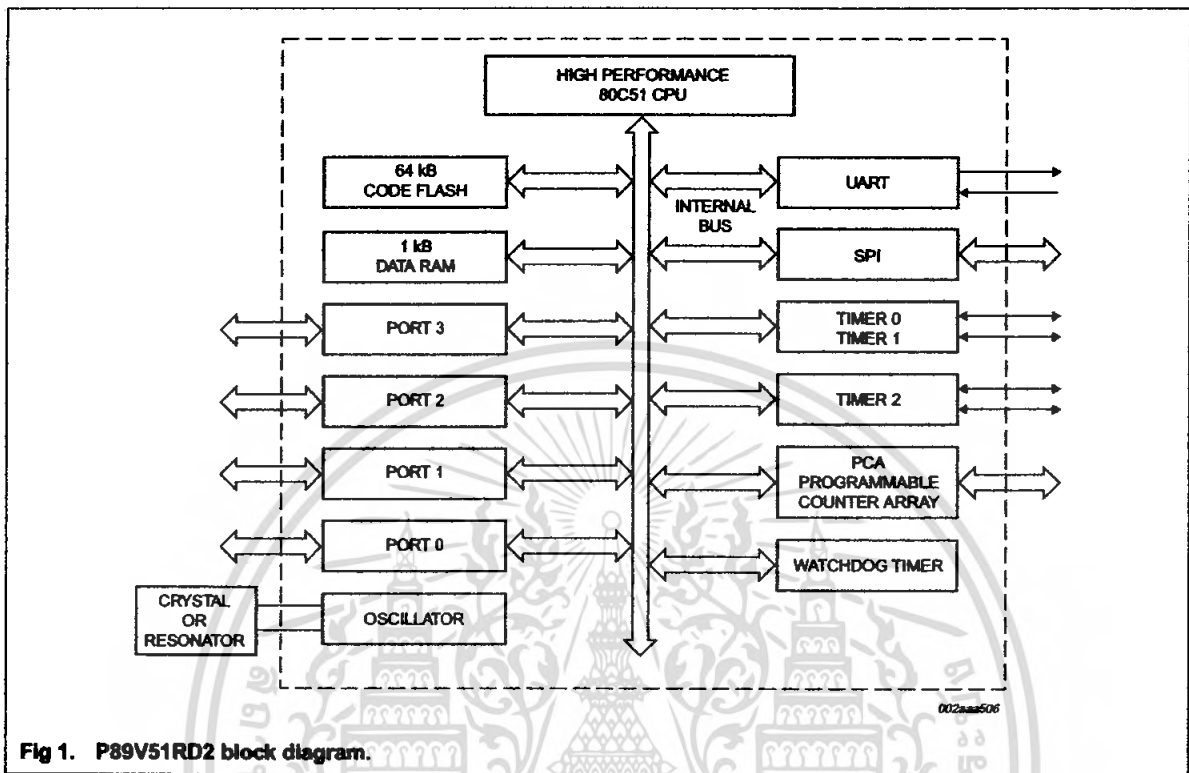 HIGH PERFORMANCE
80C51 CPU
64 kB
CODE FLASH
UART
INTERNAL
BUS
1 kB
DATA RAM
SPI
PORT 3
TIMER 0
TIMER 1
PORT 2
TIMER 2
PORT 1
PCA
PROGRAMMABLE
COUNTER ARRAY
PORT 0
WATCHDOG TIMER
CRYSTAL
OR
RESONATOR
OSCILLATOR
002aaa506
Fig 1. P89V51RD2 block diagram.